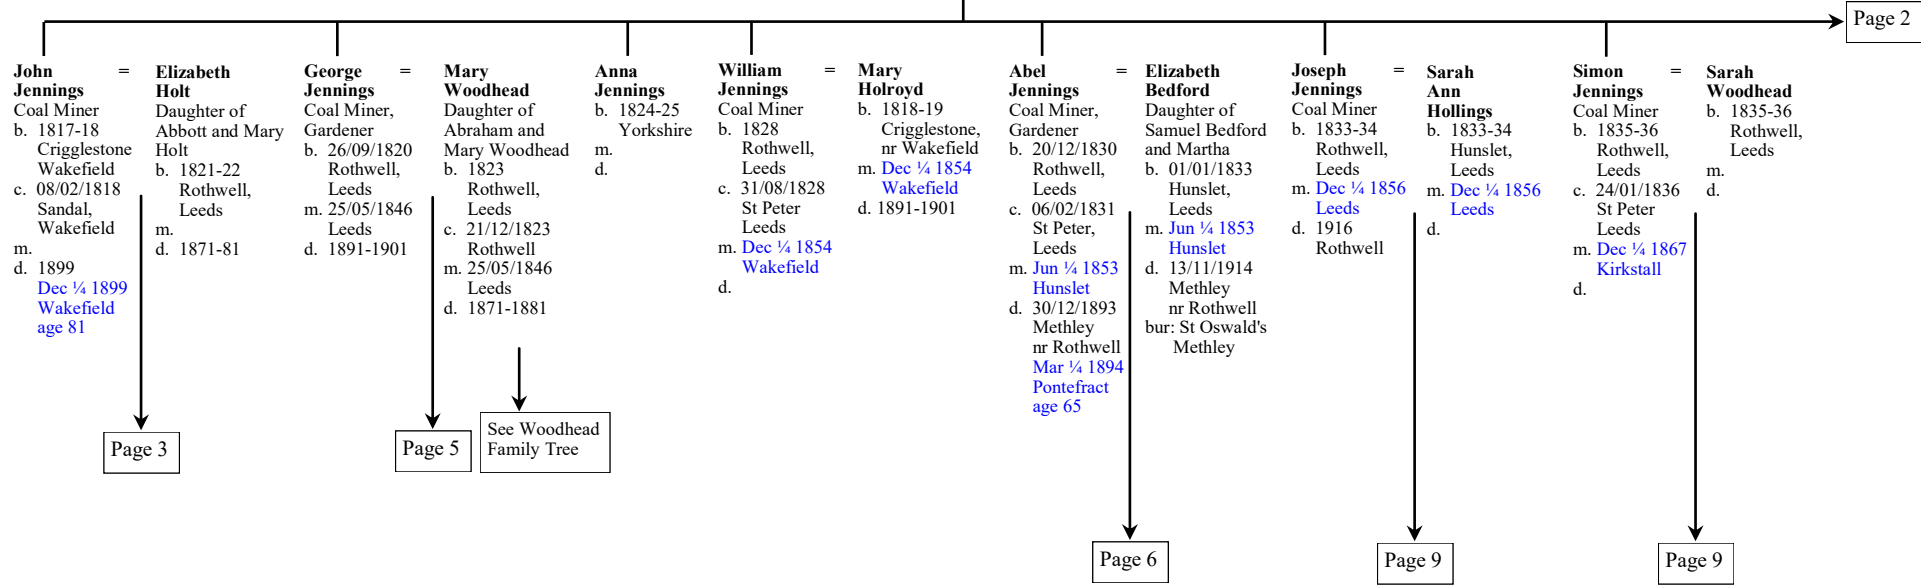 Page 2
John =
Jennings
Coal Miner
b. 1817-18
Crigglestone
Wakefield
c. 08/02/1818
Sandal,
Wakefield
m.
d. 1899
Dec ¼ 1899
Wakefield
age 81
Elizabeth
Holt
Daughter of
Abbott and Mary
Holt
b. 1821-22
Rothwell,
Leeds
m.
d. 1871-81
Page 3
George =
Jennings
Coal Miner,
Gardener
b. 26/09/1820
Rothwell,
Leeds
m. 25/05/1846
Leeds
d. 1891-1901
Mary
Woodhead
Daughter of
Abraham and
Mary Woodhead
b. 1823
Rothwell,
Leeds
c. 21/12/1823
Rothwell
m. 25/05/1846
Leeds
d. 1871-1881
Page 5
See Woodhead
Family Tree
Anna
Jennings
b. 1824-25
Yorkshire
m.
d.
William =
Jennings
Coal Miner
b. 1828
Rothwell,
Leeds
c. 31/08/1828
St Peter
Leeds
m. Dec ¼ 1854
Wakefield
d.
Mary
Holroyd
b. 1818-19
Crigglestone,
nr Wakefield
m. Dec ¼ 1854
Wakefield
d. 1891-1901
Abel =
Jennings
Coal Miner,
Gardener
b. 20/12/1830
Rothwell,
Leeds
c. 06/02/1831
St Peter,
Leeds
m. Jun ¼ 1853
Hunslet
d. 30/12/1893
Methley
nr Rothwell
Mar ¼ 1894
Pontefract
age 65
Elizabeth
Bedford
Daughter of
Samuel Bedford
and Martha
b. 01/01/1833
Hunslet,
Leeds
m. Jun ¼ 1853
Hunslet
d. 13/11/1914
Methley
nr Rothwell
bur: St Oswald's
Methley
Page 6
Joseph =
Jennings
Coal Miner
b. 1833-34
Rothwell,
Leeds
m. Dec ¼ 1856
Leeds
d. 1916
Rothwell
Sarah
Ann
Hollings
b. 1833-34
Hunslet,
Leeds
m. Dec ¼ 1856
Leeds
d.
Page 9
Simon =
Jennings
Coal Miner
b. 1835-36
Rothwell,
Leeds
c. 24/01/1836
St Peter
Leeds
m. Dec ¼ 1867
Kirkstall
d.
Sarah
Woodhead
b. 1835-36
Rothwell,
Leeds
m.
d.
Page 9